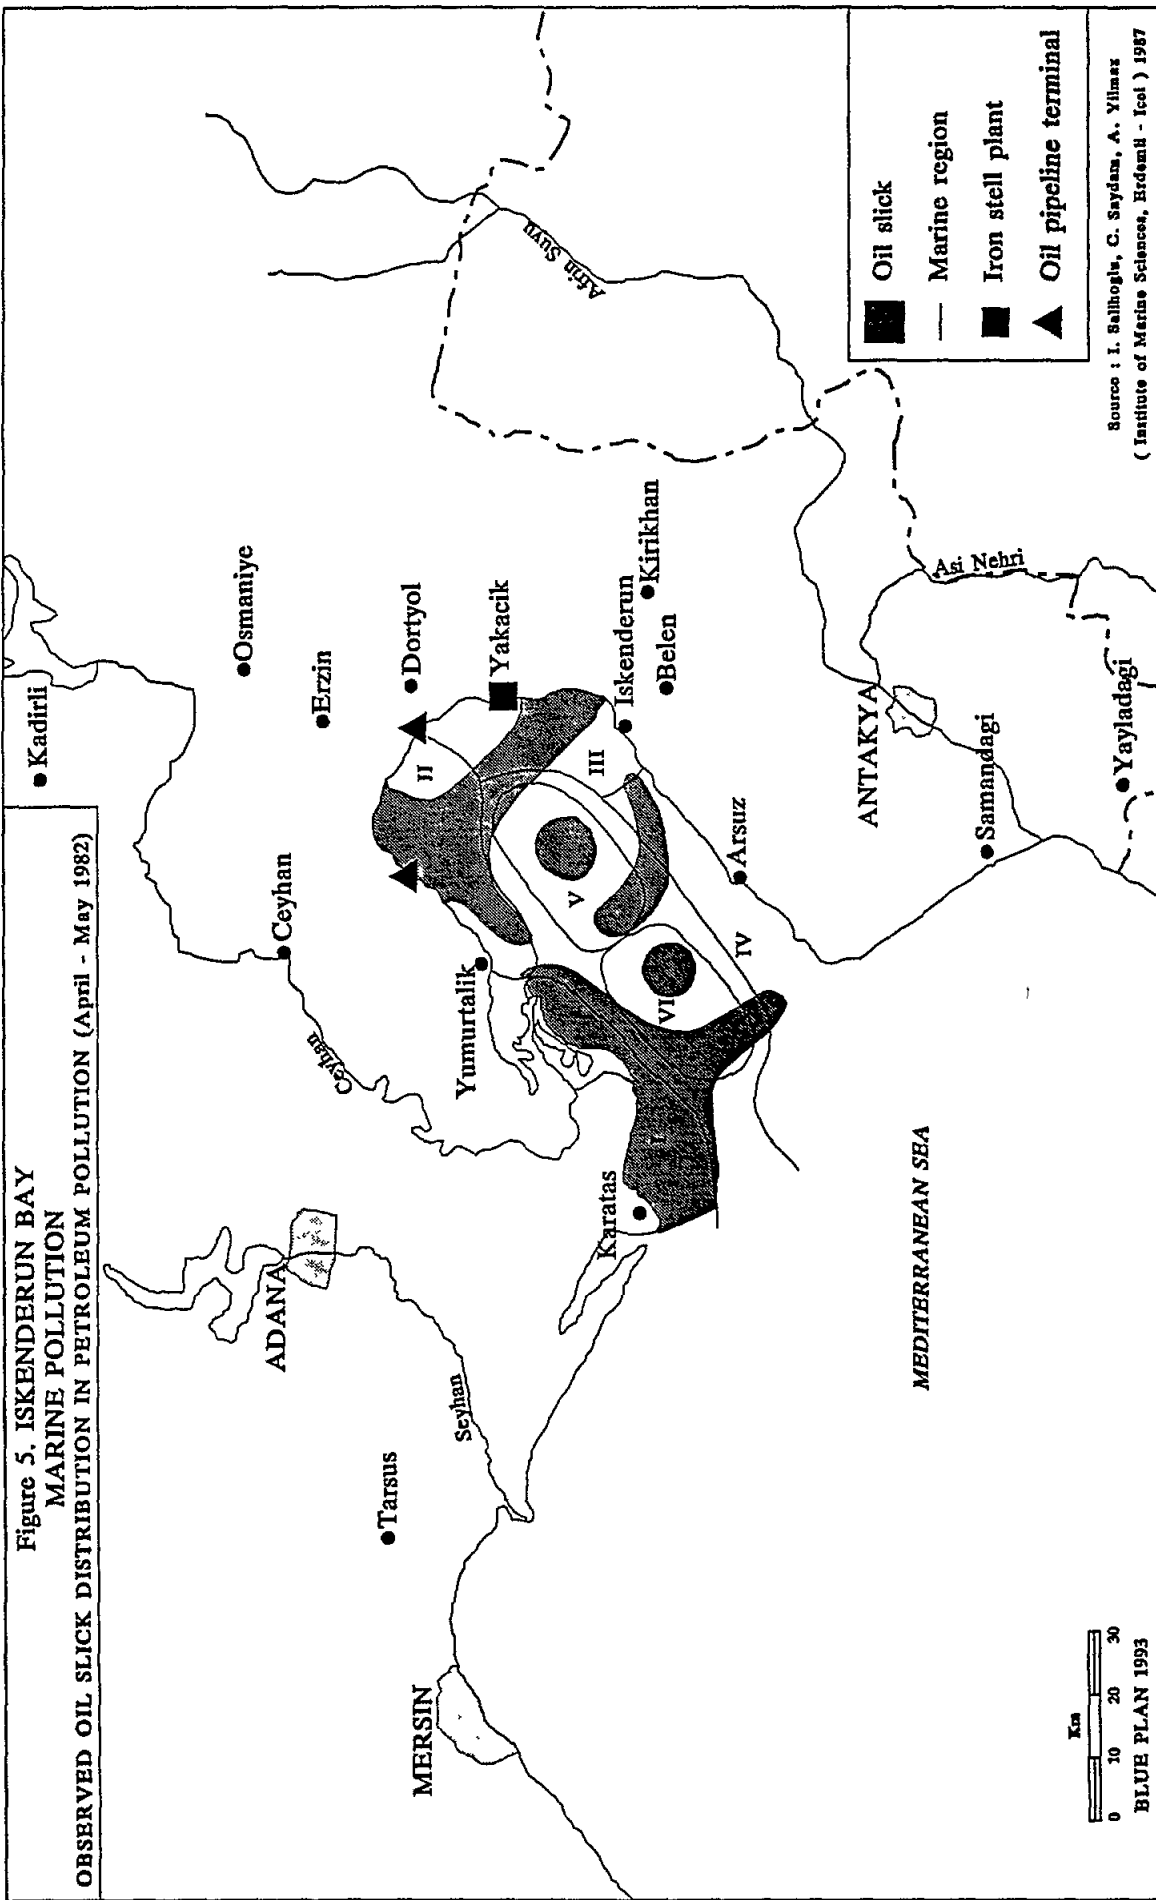 Figure 5. ISKENDERUN BAY
MARINE POLLUTION
OBSERVED OIL SLICK DISTRIBUTION IN PETROLEUM POLLUTION (April - May 1982)
Kadirli
Osmaniye
Erzin
Ceyhan
Ceyhan
ADANA
Tarsus
Seyhan
MERSIN
Dortyol
Yakacik
Yumurtalik
Karatas
Iskenderun
Kirikhan
Belen
Arsuz
I
II
III
IV
V
VI
Afrin Suyu
Asi Nehri
ANTAKYA
Samandagi
Yayladagi
MEDITERRANEAN SEA
Oil slick
Marine region
Iron stell plant
Oil pipeline terminal
Km
0 10 20 30
BLUE PLAN 1993
Source : I. Salihoglu, C. Saydam, A. Yilmaz
( Institute of Marine Sciences, Erdemli - Icel ) 1987